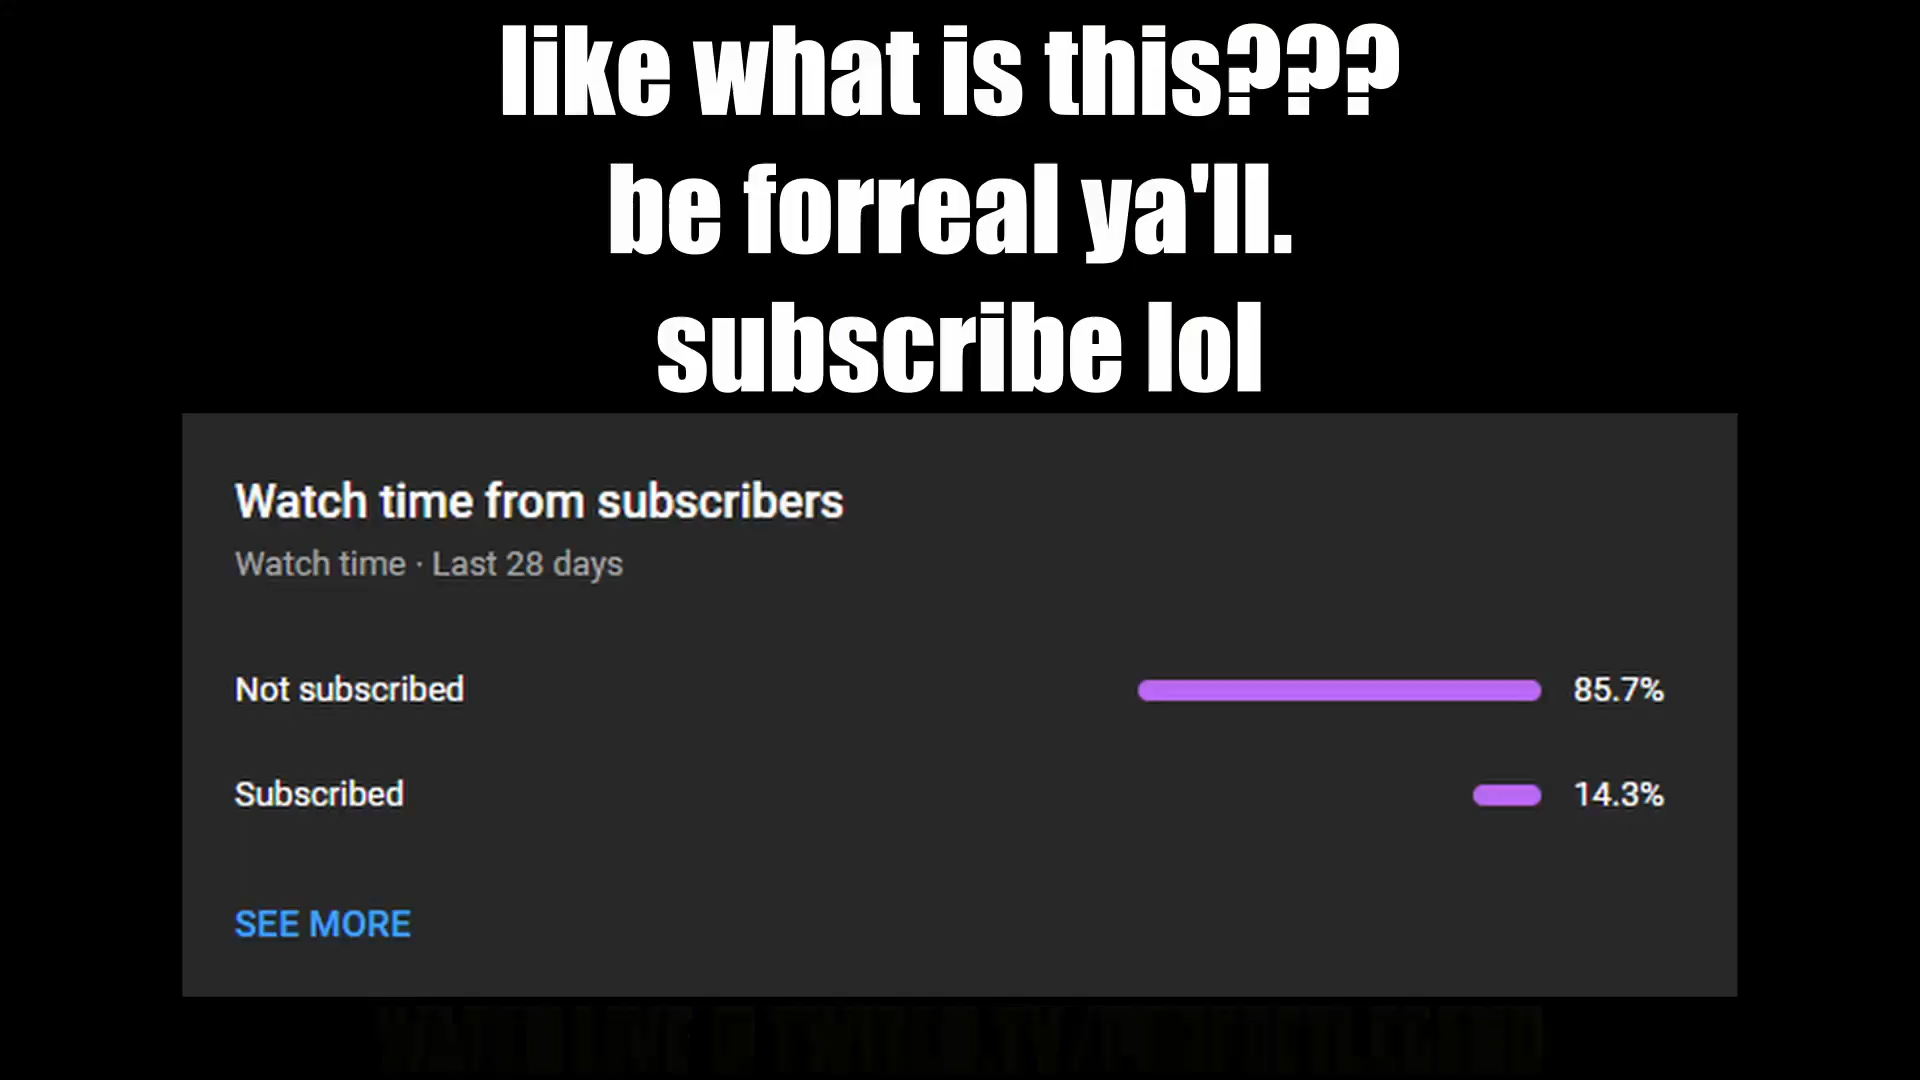 like what is this???
be forreal ya'll.
subscribe lol
Watch time from subscribers
Watch time · Last 28 days
Not subscribed 85.7%
Subscribed 14.3%
SEE MORE